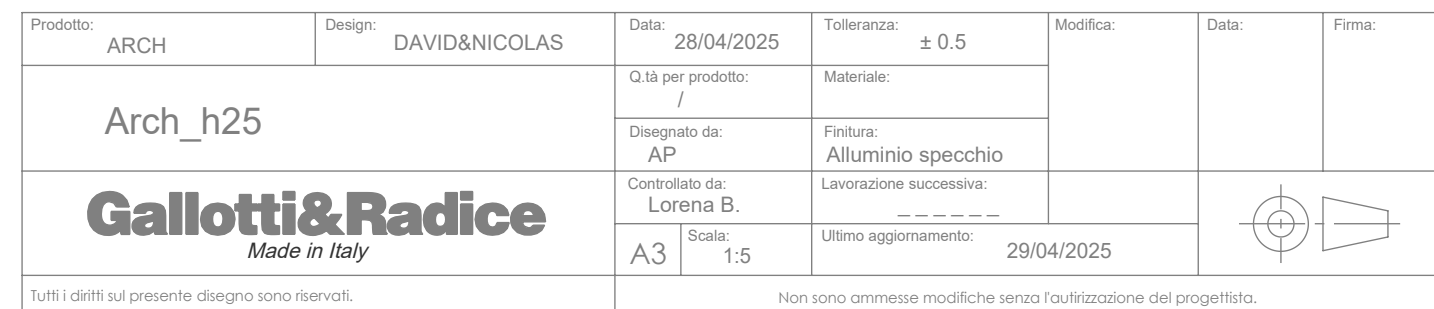 Prodotto:
ARCH
Design:
DAVID&NICOLAS
Data:
28/04/2025
Tolleranza:
± 0.5
Modifica:
Data:
Firma:
Arch_h25
Q.tà per prodotto:
/
Materiale:
Disegnato da:
AP
Finitura:
Alluminio specchio
Gallotti&Radice
Made in Italy
Controllato da:
Lorena B.
Lavorazione successiva:
_ _ _ _ _ _
A3
Scala:
1:5
Ultimo aggiornamento:
29/04/2025
Tutti i diritti sul presente disegno sono riservati.
Non sono ammesse modifiche senza l'autirizzazione del progettista.